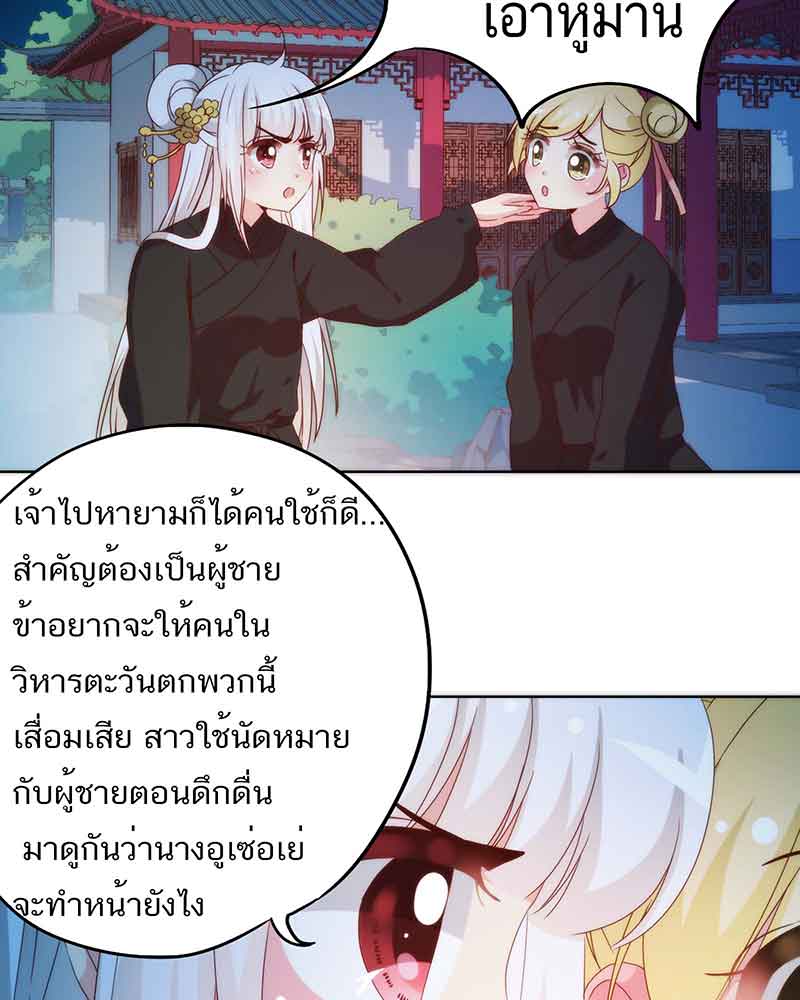 เอาหูมาน
เจ้าไปหายามก็ได้คนใช้ก็ดี...
สำคัญต้องเป็นผู้ชาย
ข้าอยากจะให้คนใน
วิหารตะวันตกพวกนี้
เสื่อมเสีย สาวใช้นัดหมาย
กับผู้ชายตอนดึกดื่น
มาดูกันว่านางอูเซ่อเย่
จะทำหน้ายังไง